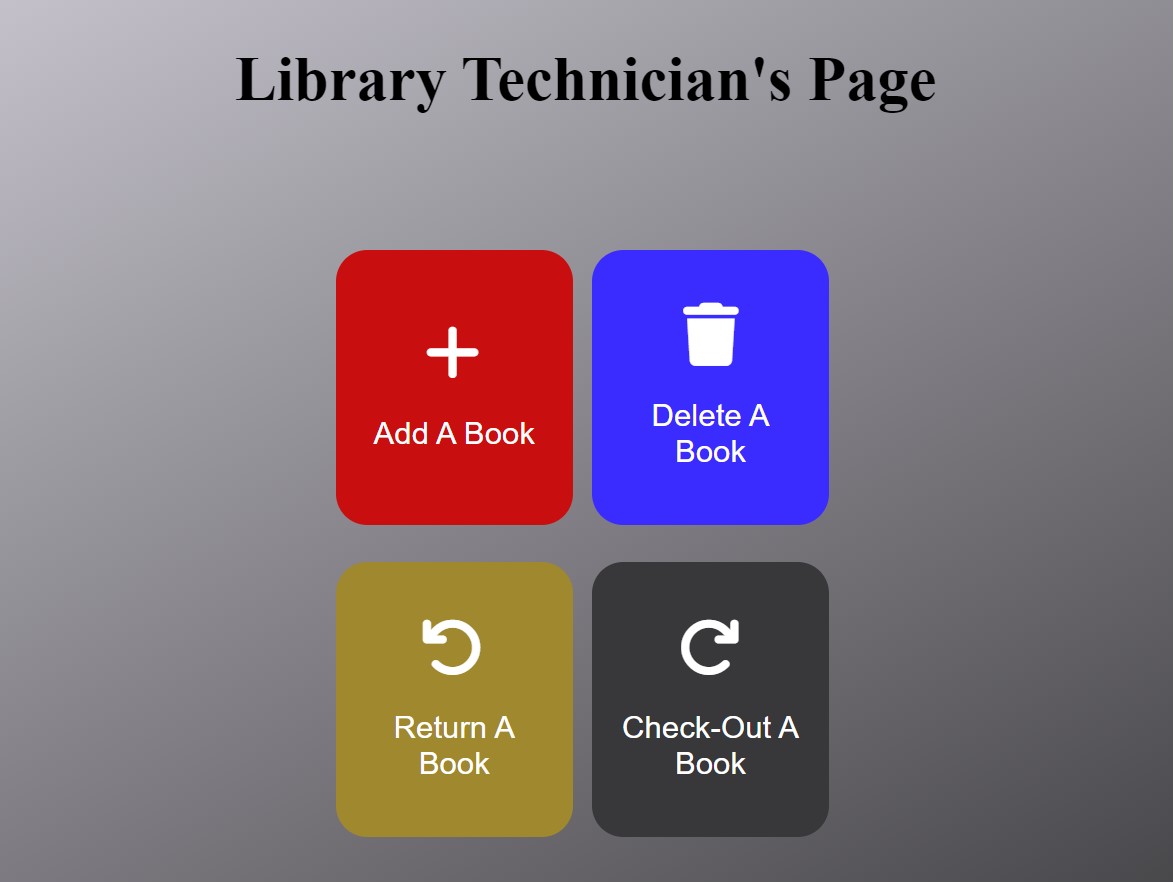 Library Technician's Page
Add A Book
Delete A
Book
Return A
Book
Check-Out A
Book